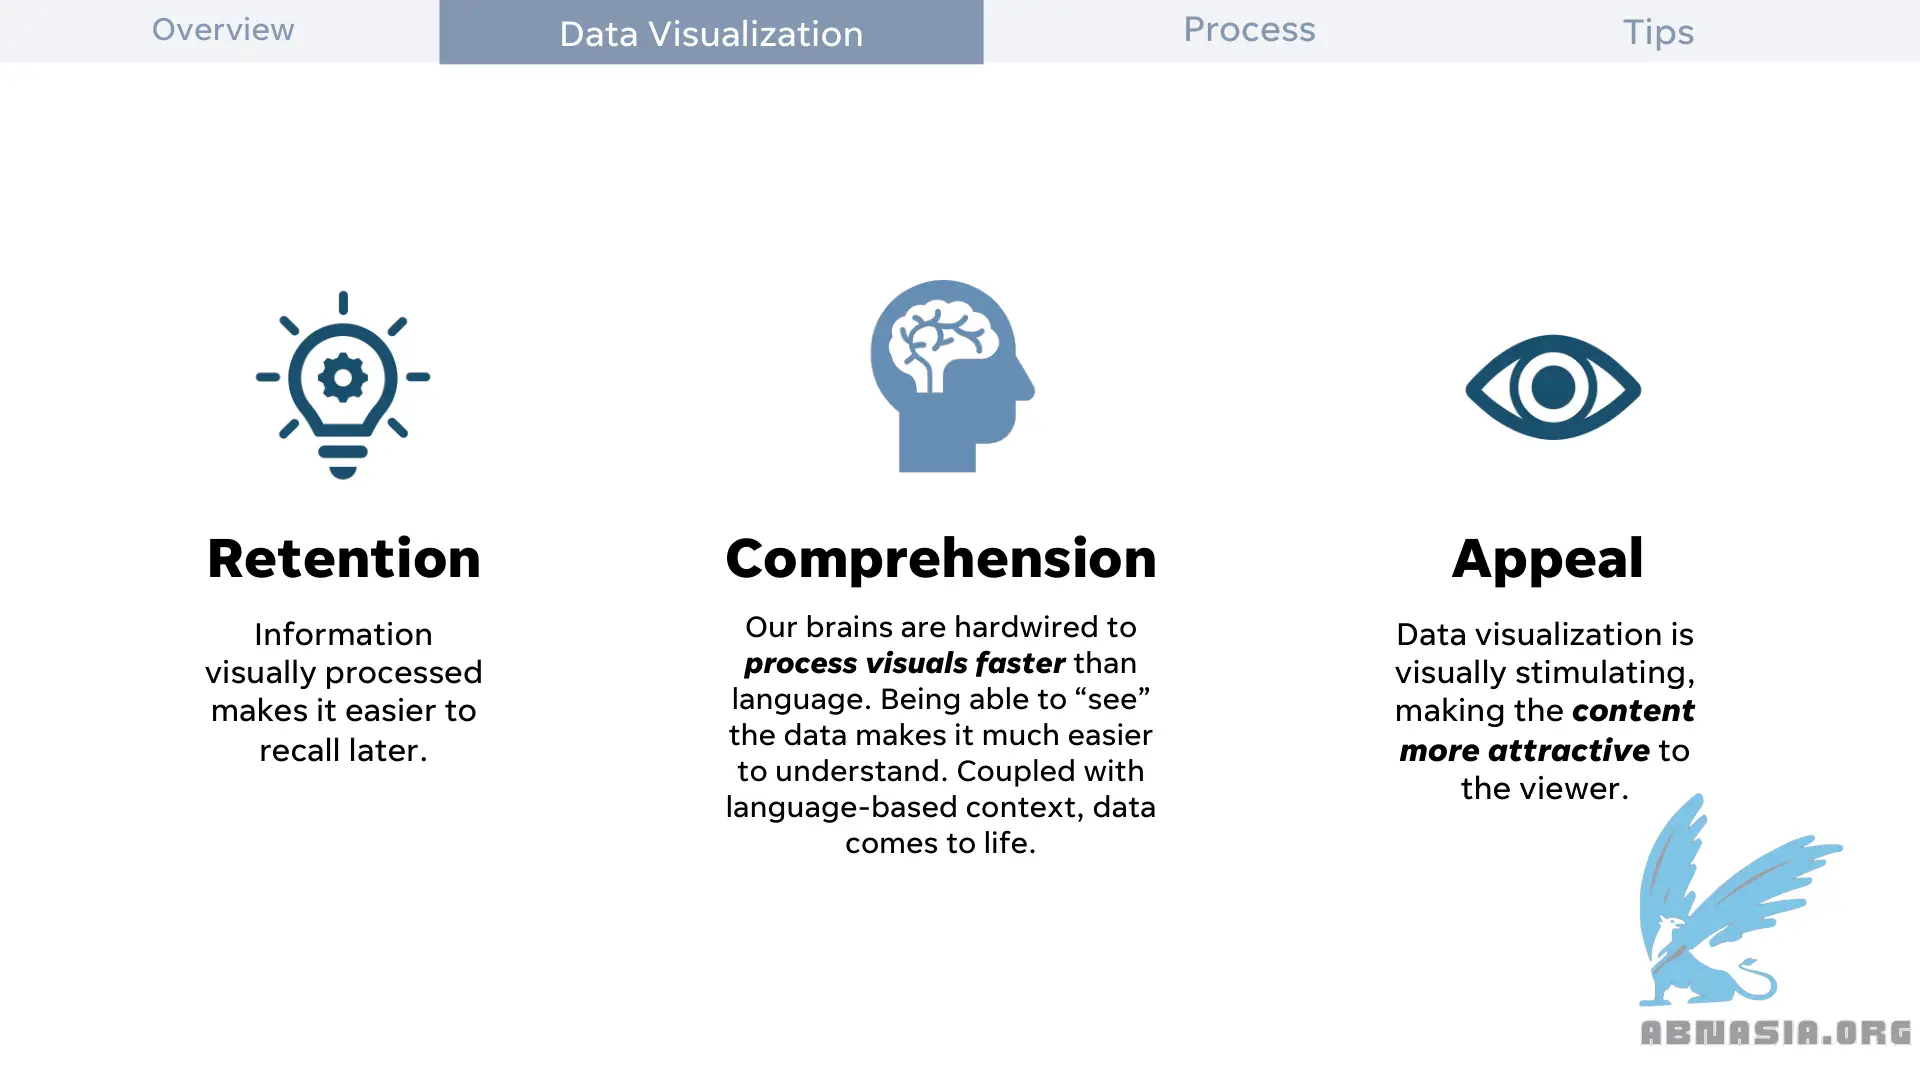 Overview
Data Visualization
Process
Tips
Retention
Information
visually processed
makes it easier to
recall later.
Comprehension
Our brains are hardwired to
process visuals faster than
language. Being able to “see”
the data makes it much easier
to understand. Coupled with
language-based context, data
comes to life.
Appeal
Data visualization is
visually stimulating,
making the content
more attractive to
the viewer.
ABNASIA.ORG